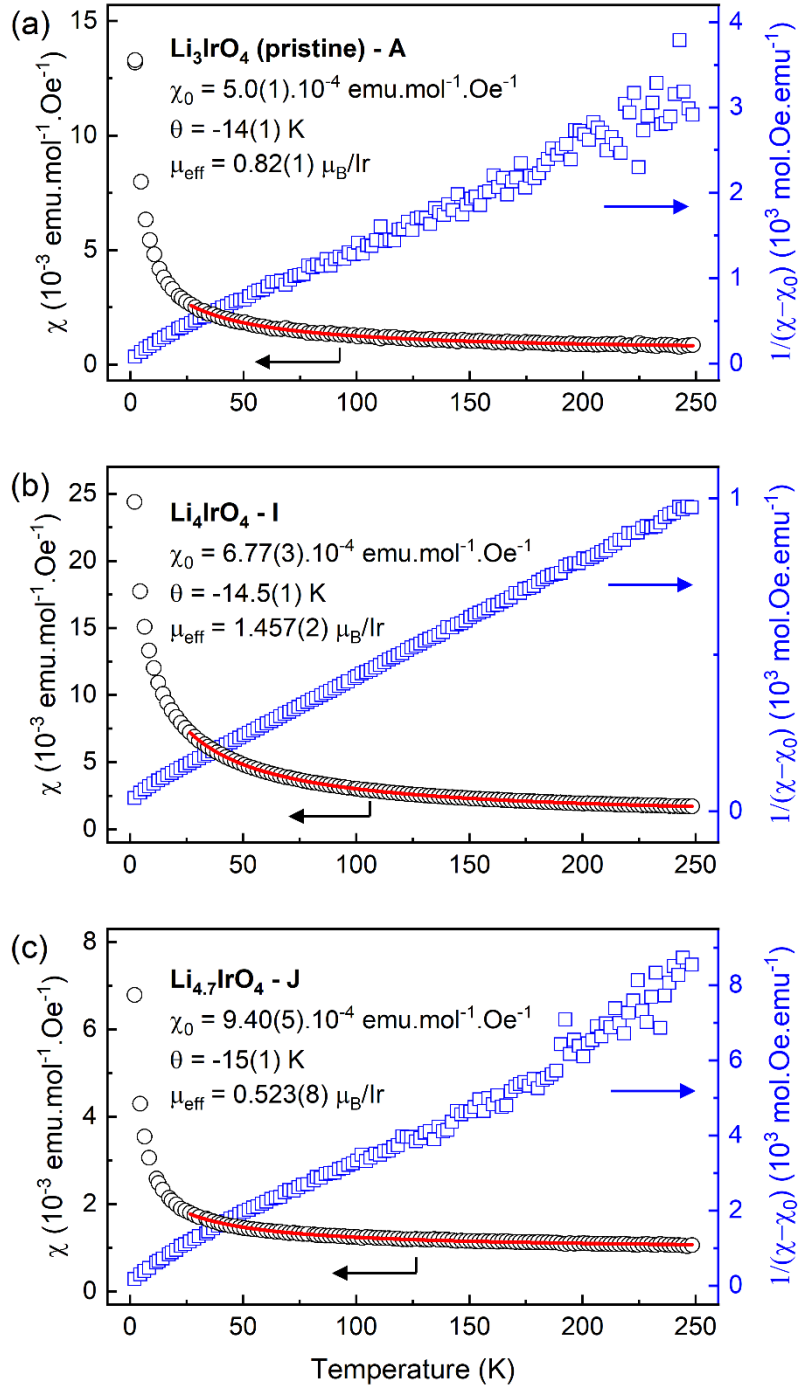 (a)
Li₃IrO₄ (pristine) - A
χ₀ = 5.0(1).10⁻⁴ emu.mol⁻¹.Oe⁻¹
θ = -14(1) K
μeff = 0.82(1) μB/Ir
χ (10⁻³ emu.mol⁻¹.Oe⁻¹)
15
10
5
0
1/(χ−χ₀) (10³ mol.Oe.emu⁻¹)
4
3
2
1
0
0 50 100 150 200 250
(b)
Li₄IrO₄ - I
χ₀ = 6.77(3).10⁻⁴ emu.mol⁻¹.Oe⁻¹
θ = -14.5(1) K
μeff = 1.457(2) μB/Ir
χ (10⁻³ emu.mol⁻¹.Oe⁻¹)
25
20
15
10
5
0
1/(χ−χ₀) (10³ mol.Oe.emu⁻¹)
1
0
0 50 100 150 200 250
(c)
Li₄.₇IrO₄ - J
χ₀ = 9.40(5).10⁻⁴ emu.mol⁻¹.Oe⁻¹
θ = -15(1) K
μeff = 0.523(8) μB/Ir
χ (10⁻³ emu.mol⁻¹.Oe⁻¹)
8
6
4
2
0
1/(χ−χ₀) (10³ mol.Oe.emu⁻¹)
8
6
4
2
0
0 50 100 150 200 250
Temperature (K)